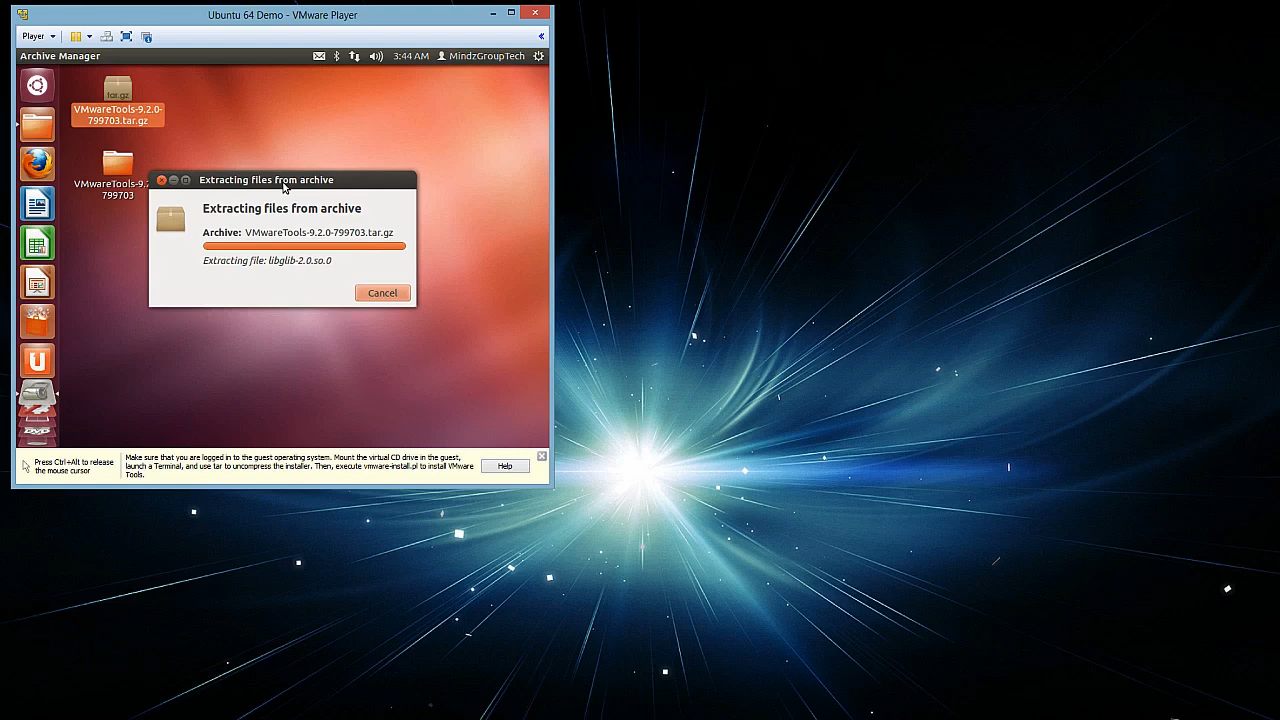 Ubuntu 64 Demo - VMware Player
Player
Archive Manager
3:44 AM
MindzGroupTech
tar.gz
VMwareTools-9.2.0-
799703.tar.gz
VMwareTools-9.2
799703
Extracting files from archive
Extracting files from archive
Archive: VMwareTools-9.2.0-799703.tar.gz
Extracting file: libglib-2.0.so.0
Cancel
U
DVD
Press Ctrl+Alt to release
the mouse cursor
Make sure that you are logged in to the guest operating system. Mount the virtual CD drive in the guest,
launch a Terminal, and use tar to uncompress the installer. Then, execute vmware-install.pl to install VMware
Tools.
Help